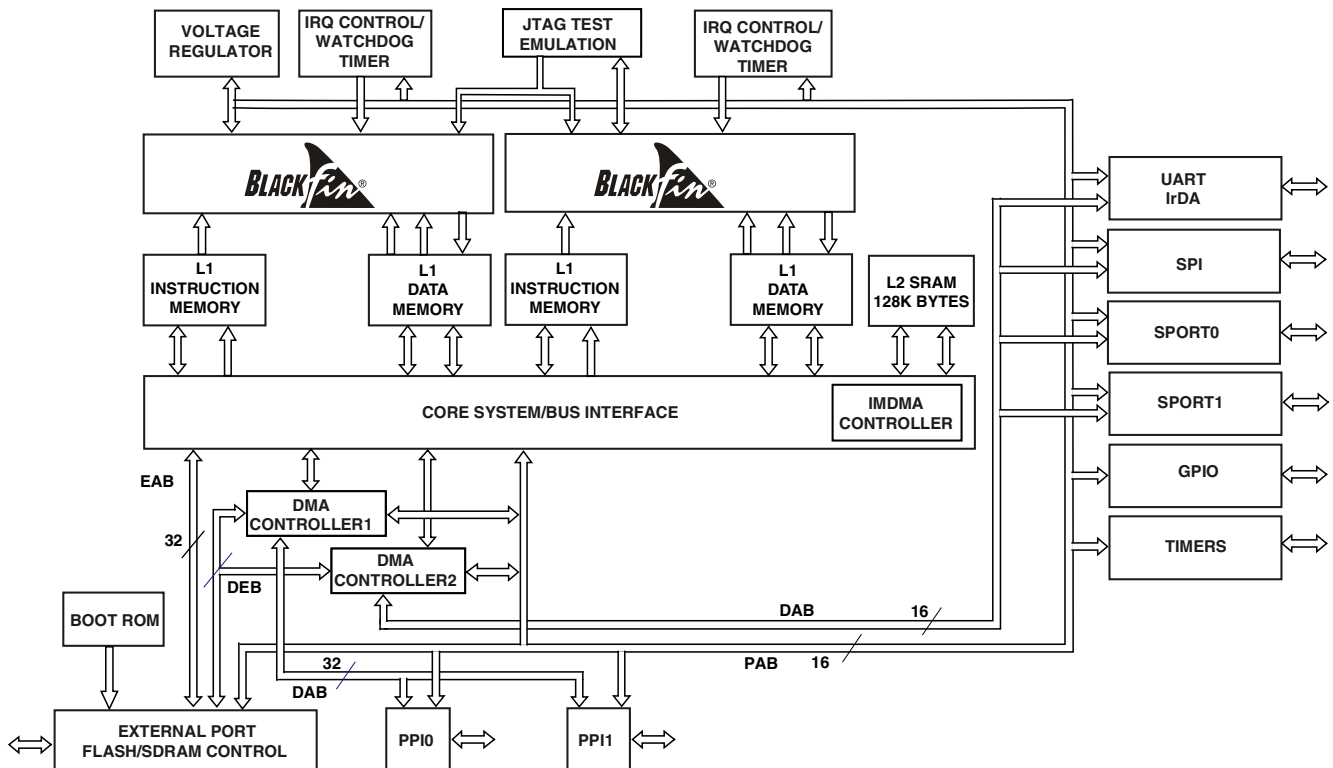 VOLTAGE
REGULATOR
IRQ CONTROL/
WATCHDOG
TIMER
JTAG TEST
EMULATION
IRQ CONTROL/
WATCHDOG
TIMER
BLACKfin®
BLACKfin®
UART
IrDA
SPI
SPORT0
SPORT1
GPIO
TIMERS
L1
INSTRUCTION
MEMORY
L1
DATA
MEMORY
L1
INSTRUCTION
MEMORY
L1
DATA
MEMORY
L2 SRAM
128K BYTES
CORE SYSTEM/BUS INTERFACE
IMDMA
CONTROLLER
EAB
32
DMA
CONTROLLER1
DMA
CONTROLLER2
DEB
BOOT ROM
DAB
16
PAB
16
32
DAB
EXTERNAL PORT
FLASH/SDRAM CONTROL
PPI0
PPI1